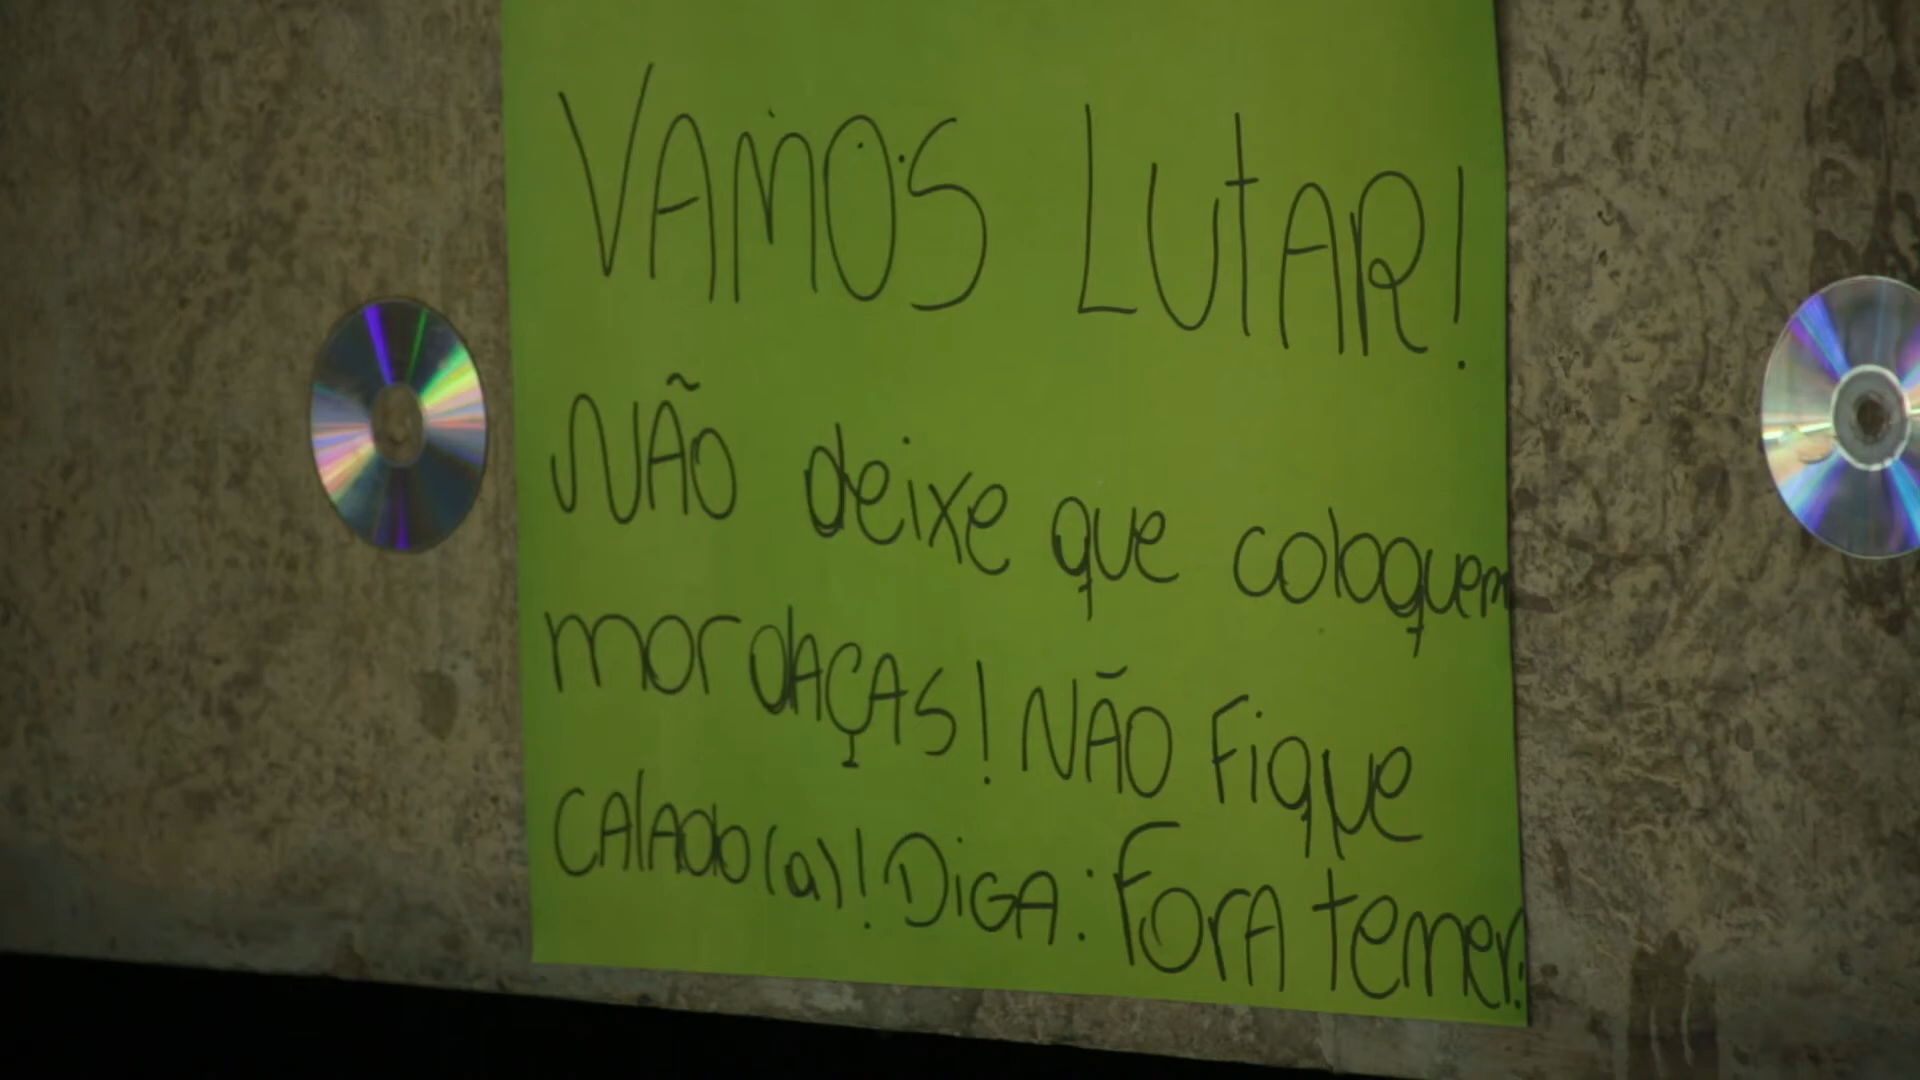 VAMOS LUTAR!
NÃO deixe que coloquem
mordAÇAS! NÃO Fique
CALADO(a)! DIGA: ForA temer!